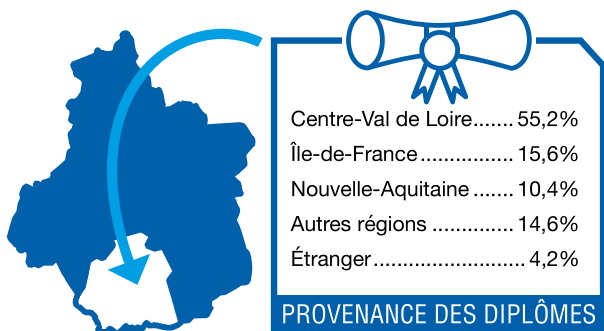 Centre-Val de Loire....... 55,2%
Île-de-France................ 15,6%
Nouvelle-Aquitaine ....... 10,4%
Autres régions .............. 14,6%
Étranger.......................... 4,2%
PROVENANCE DES DIPLÔMES